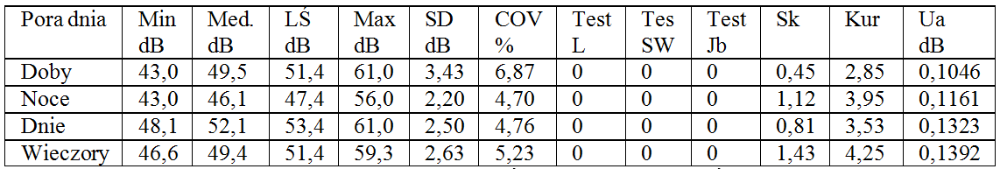 Pora dnia Min dB Med. dB LŚ dB Max dB SD dB COV % Test L Tes SW Test Jb Sk Kur Ua dB
Doby 43,0 49,5 51,4 61,0 3,43 6,87 0 0 0 0,45 2,85 0,1046
Noce 43,0 46,1 47,4 56,0 2,20 4,70 0 0 0 1,12 3,95 0,1161
Dnie 48,1 52,1 53,4 61,0 2,50 4,76 0 0 0 0,81 3,53 0,1323
Wieczory 46,6 49,4 51,4 59,3 2,63 5,23 0 0 0 1,43 4,25 0,1392